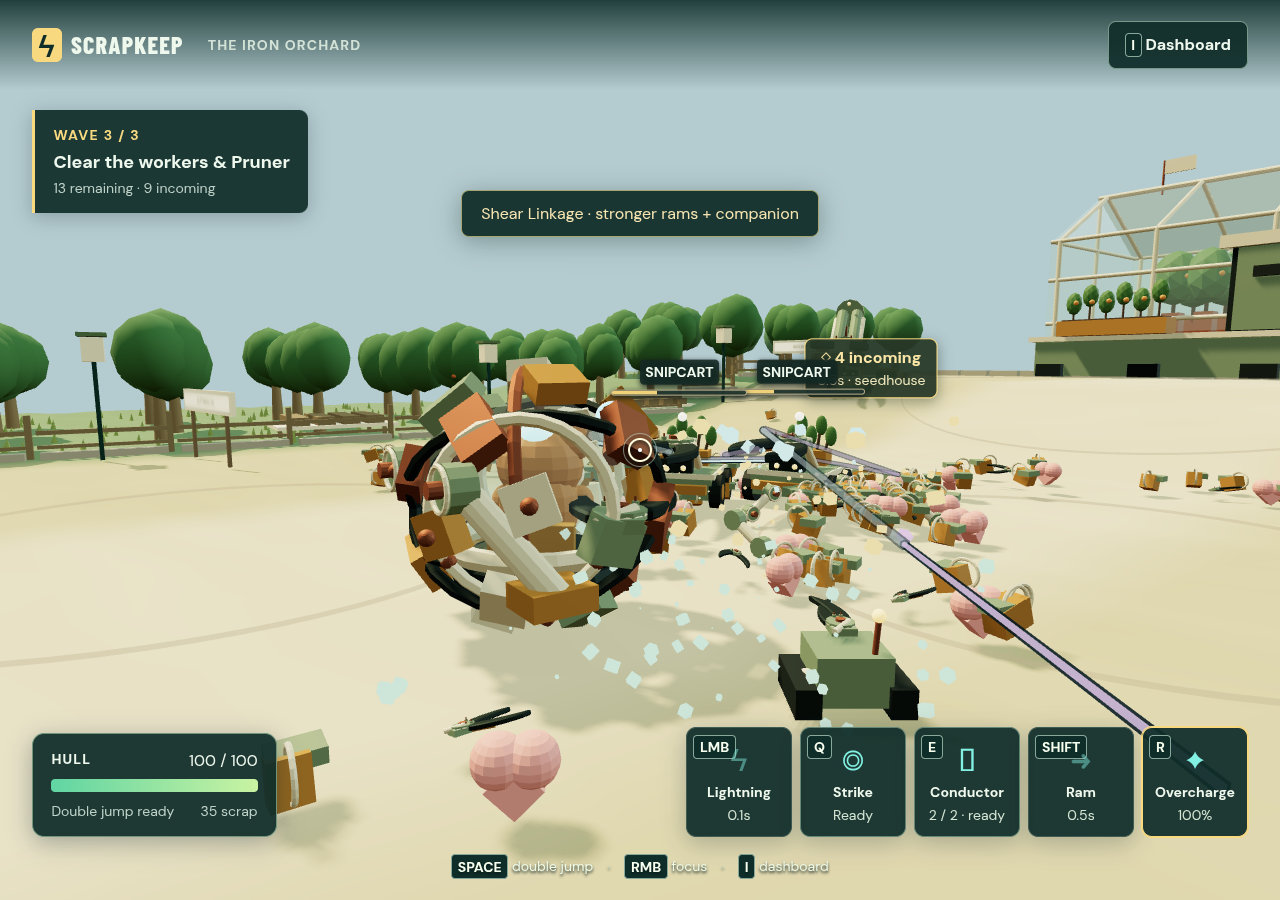 SCRAPKEEP
THE IRON ORCHARD
I Dashboard
WAVE 3 / 3
Clear the workers & Pruner
13 remaining · 9 incoming
Shear Linkage · stronger rams + companion
◇ 4 incoming
· seedhouse
SNIPCART
SNIPCART
HULL
100 / 100
Double jump ready
35 scrap
LMB
Lightning
0.1s
Q
Strike
Ready
E
Conductor
2 / 2 · ready
SHIFT
Ram
0.5s
R
Overcharge
100%
SPACE double jump · RMB focus · I dashboard